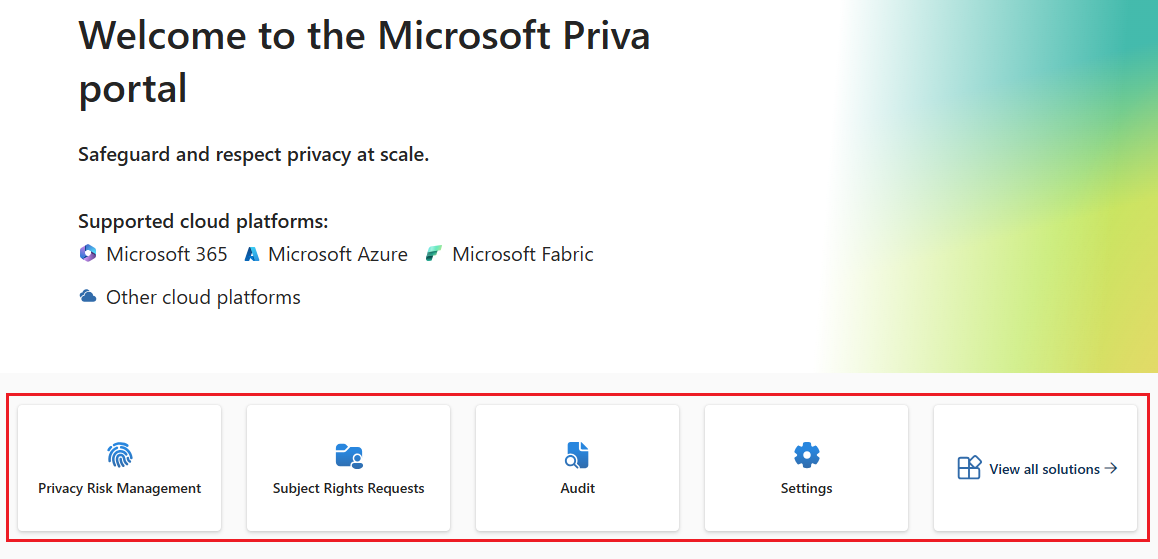 Welcome to the Microsoft Priva
portal
Safeguard and respect privacy at scale.
Supported cloud platforms:
Microsoft 365 Microsoft Azure Microsoft Fabric
Other cloud platforms
Privacy Risk Management Subject Rights Requests Audit Settings View all solutions →